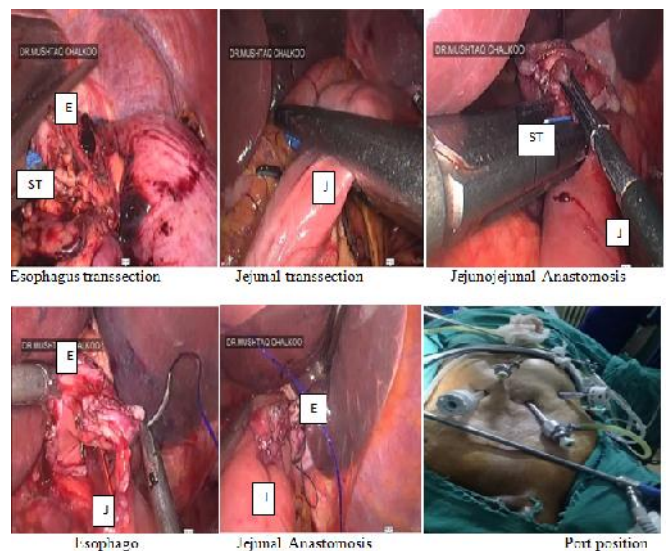 DR.MUSHTAQ CHALKOO
E
ST
Esophagus transsection
DR.MUSHTAQ CHALKOO
J
Jejunal transsection
DR.MUSHTAQ CHALKOO
ST
J
Jejunojejunal Anastomosis
DR.MUSHTAQ CHALKOO
E
J
Esophago
DR.MUSHTAQ CHALKOO
E
J
Jejunal Anastomosis
Port position